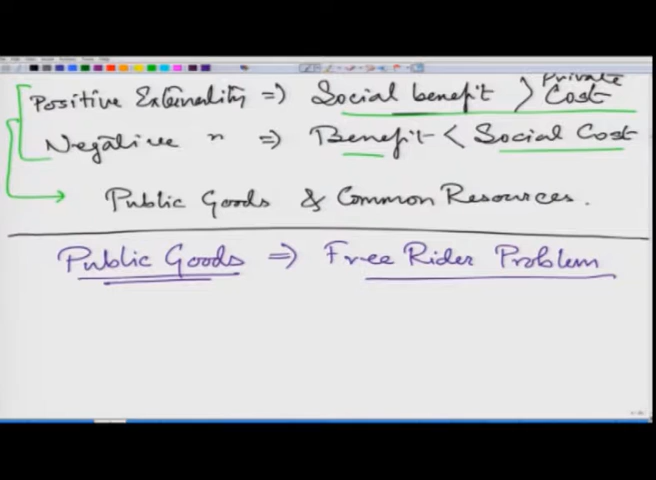 Positive Externality => Social benefit > Private Cost
Negative " => Benefit < Social Cost
Public Goods & Common Resources.
Public Goods => Free Rider Problem